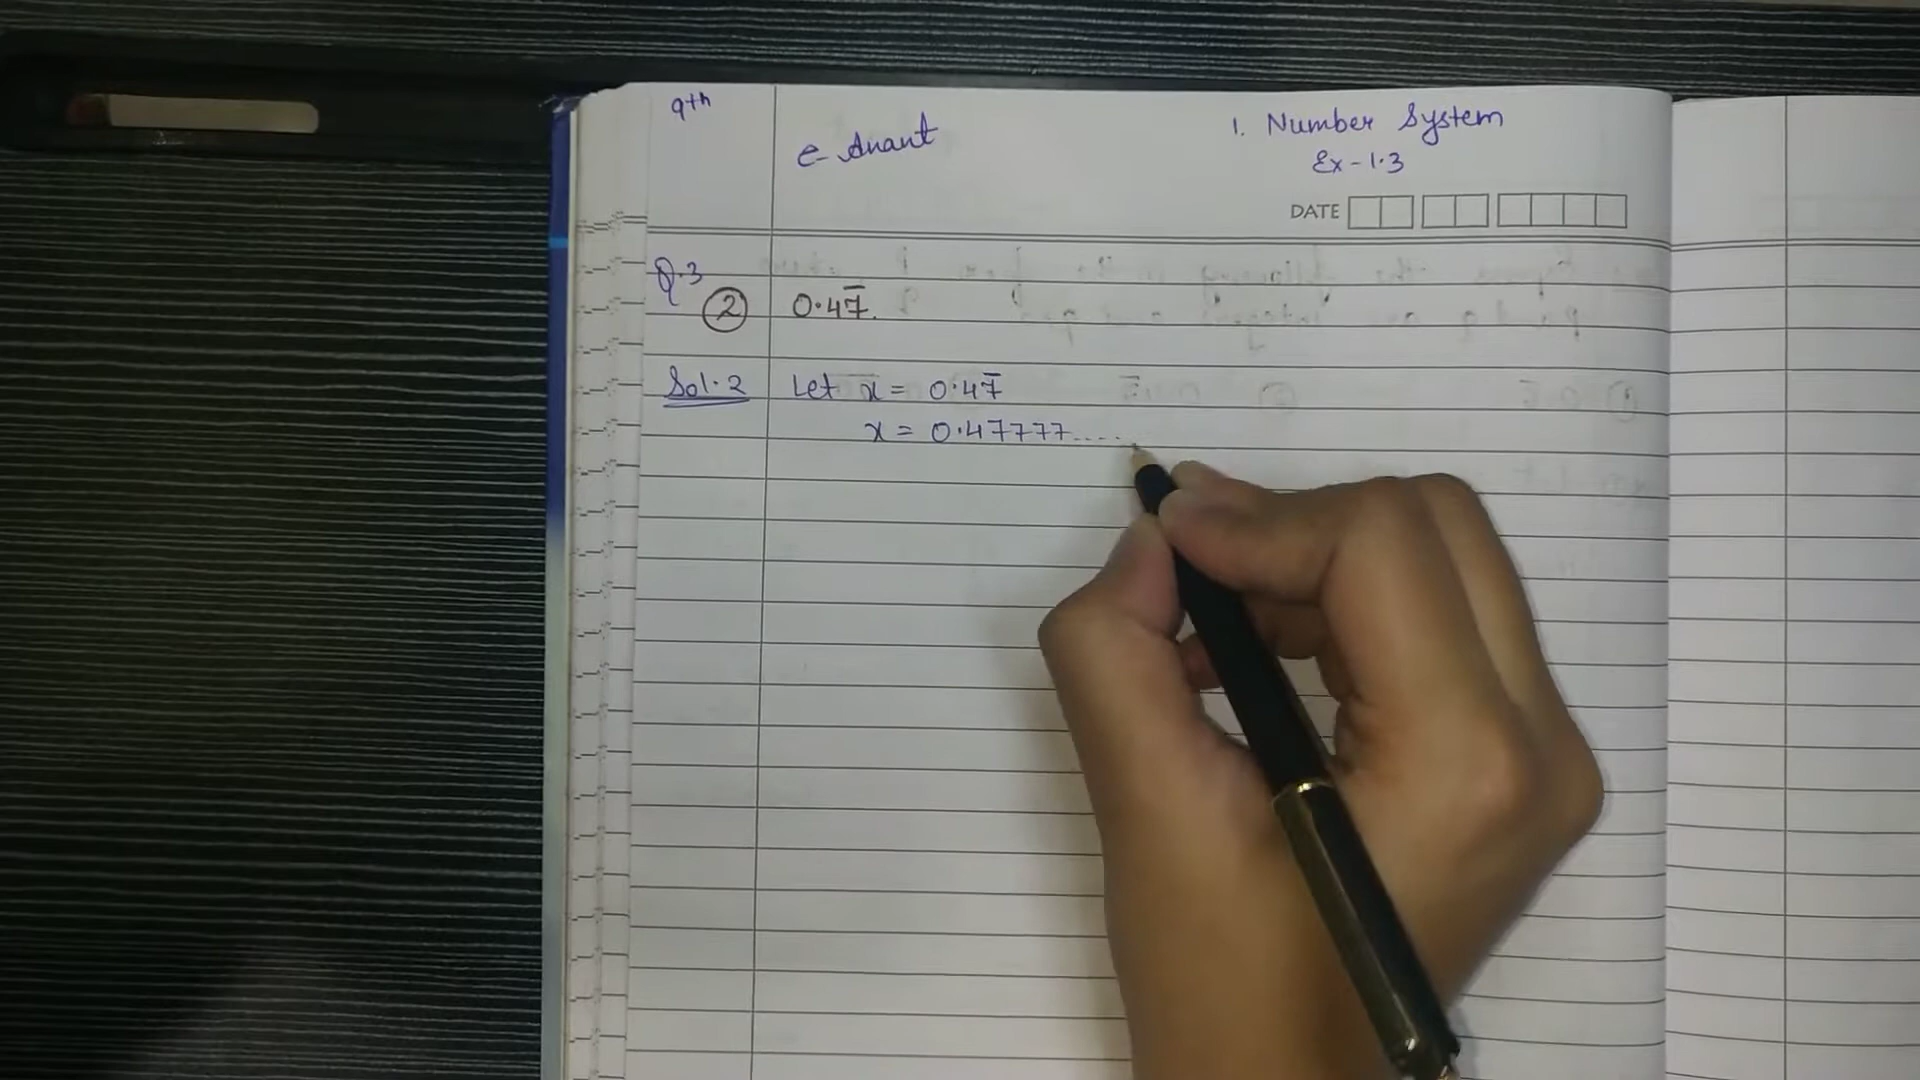 9th
e-Anant
1. Number System
Ex-1.3
DATE
Q.3
② 0.47̅.
Sol.2 Let x = 0.47̅
x = 0.47777.....